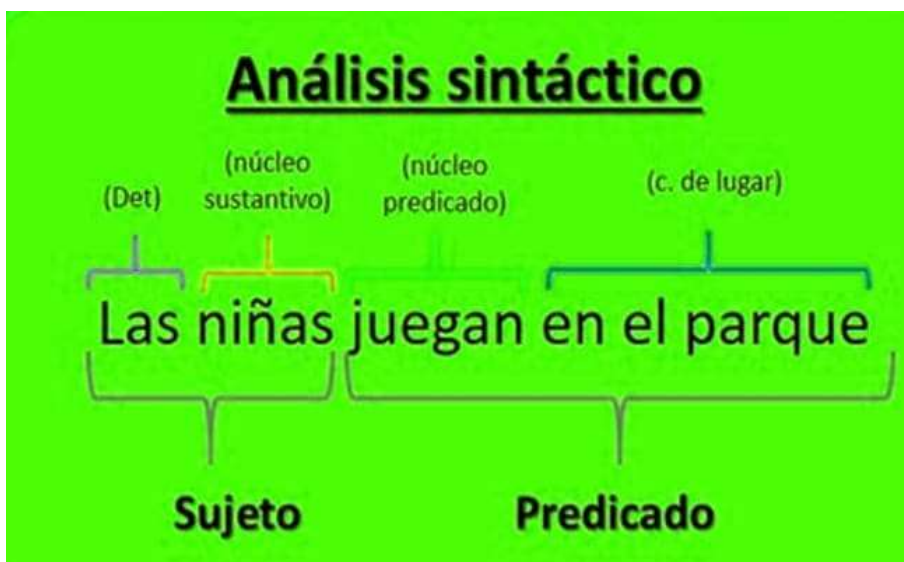 Análisis sintáctico
(Det)
(núcleo
sustantivo)
(núcleo
predicado)
(c. de lugar)
Las niñas juegan en el parque
Sujeto
Predicado